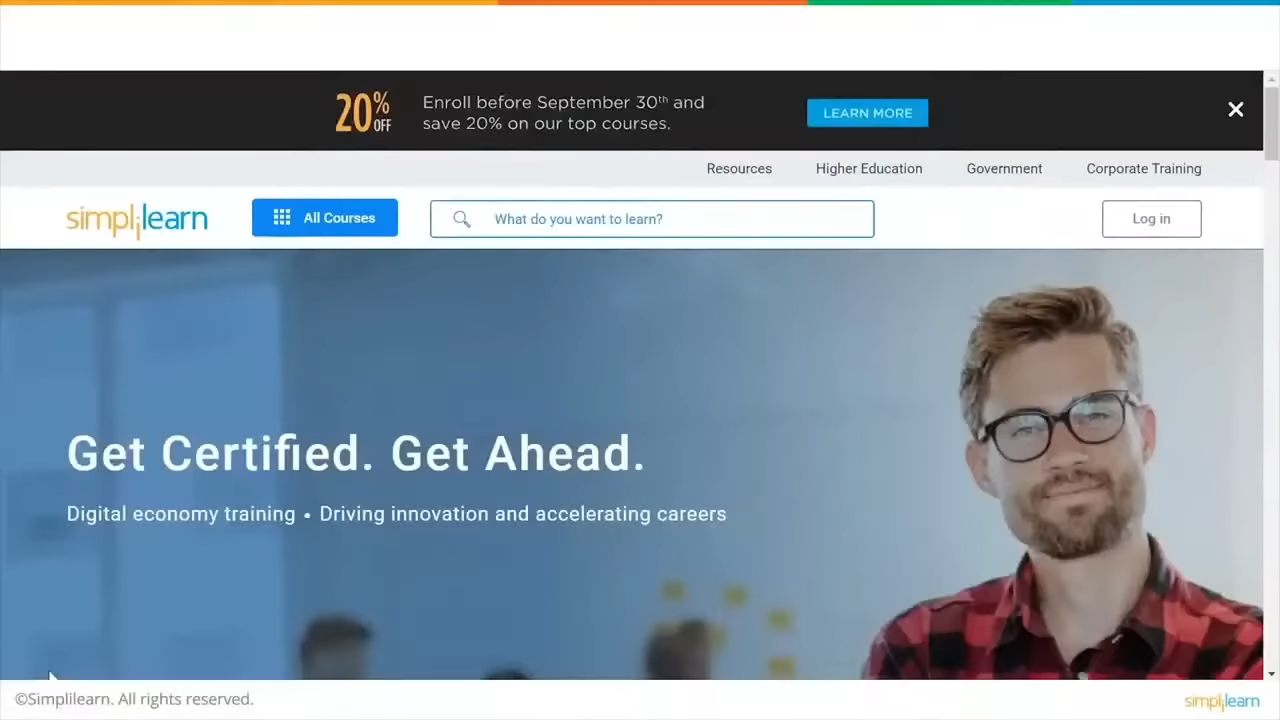 20% OFF
Enroll before September 30th and
save 20% on our top courses.
LEARN MORE
Resources
Higher Education
Government
Corporate Training
simplilearn
All Courses
What do you want to learn?
Log in
Get Certified. Get Ahead.
Digital economy training • Driving innovation and accelerating careers
©Simplilearn. All rights reserved.
simplilearn